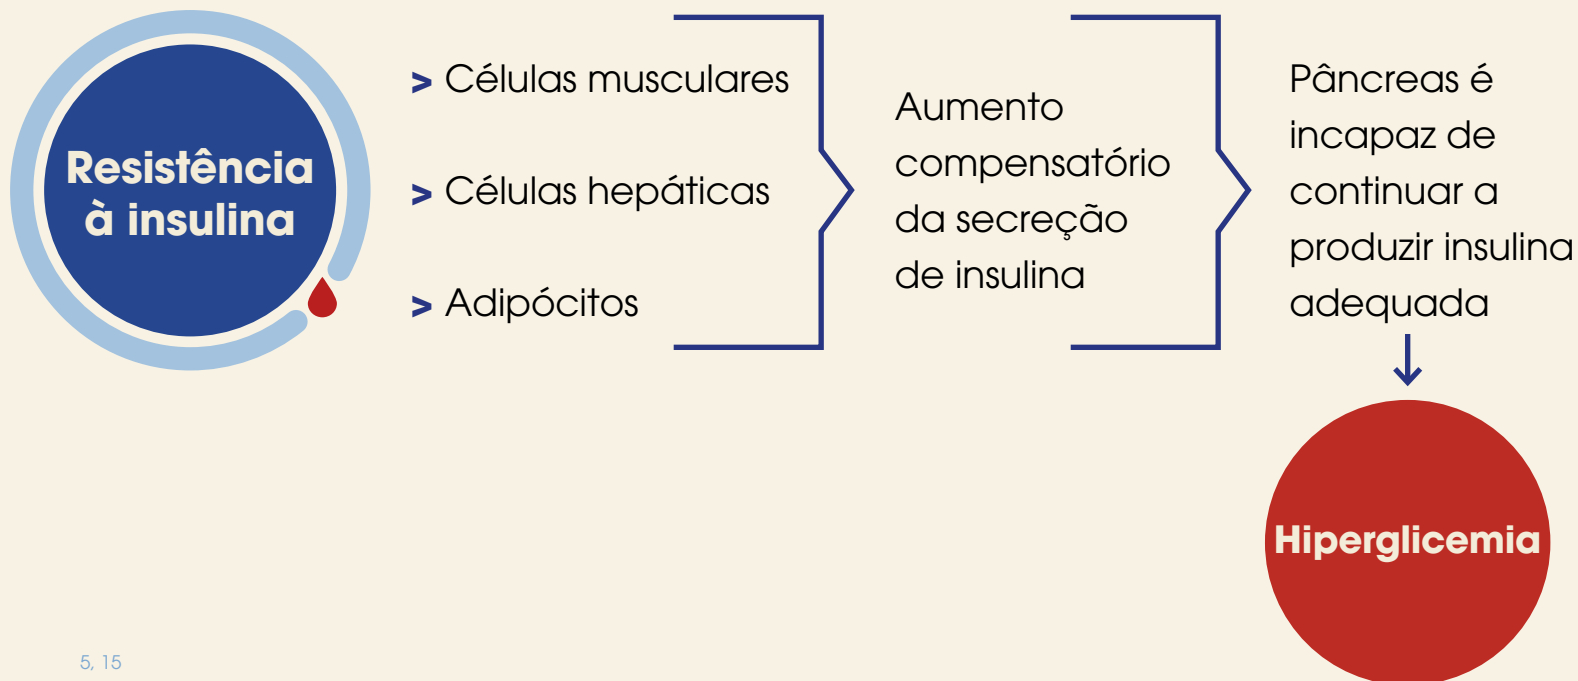 Resistência
à insulina
> Células musculares
> Células hepáticas
> Adipócitos
Aumento
compensatório
da secreção
de insulina
Pâncreas é
incapaz de
continuar a
produzir insulina
adequada
Hiperglicemia
5, 15